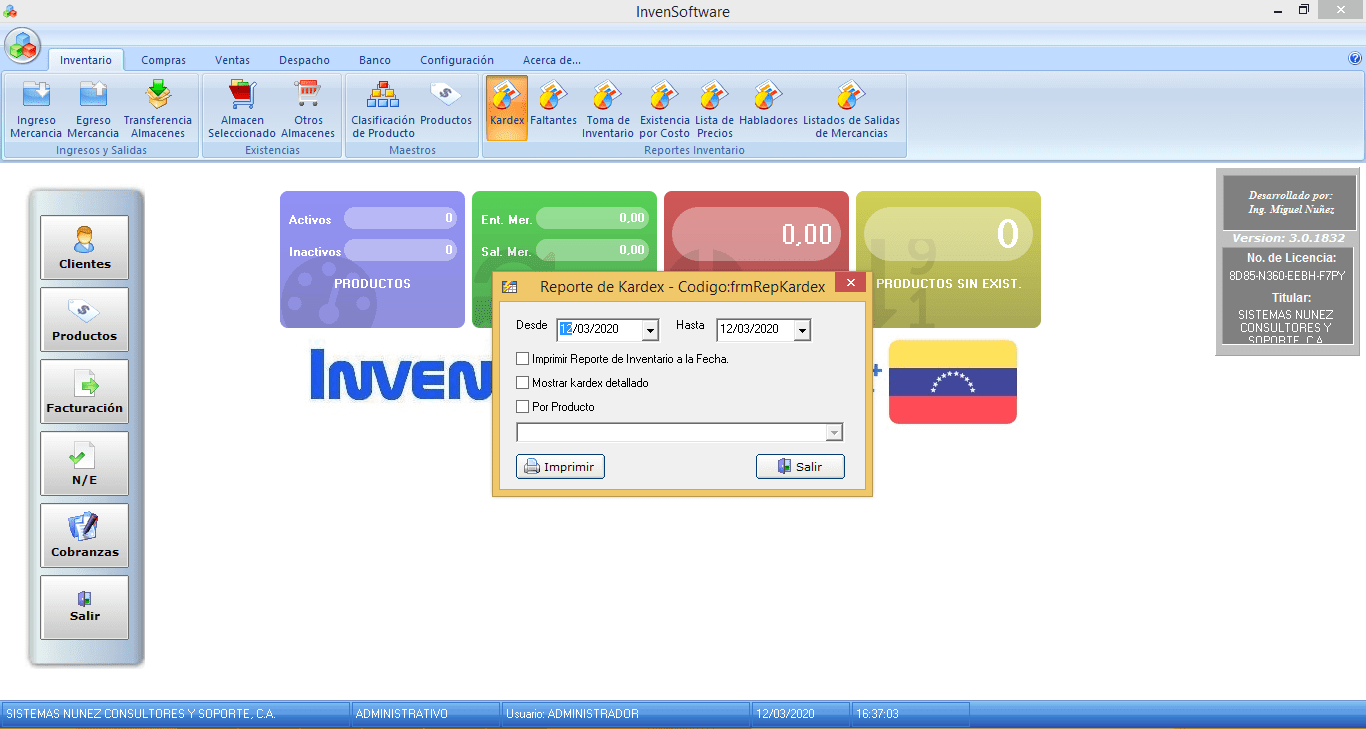 InvenSoftware
Inventario Compras Ventas Despacho Banco Configuración Acerca de...
Ingreso Mercancia
Egreso Mercancia
Transferencia Almacenes
Ingresos y Salidas
Almacen Seleccionado
Otros Almacenes
Existencias
Clasificación de Producto
Productos
Maestros
Kardex
Faltantes
Toma de Inventario
Existencia por Costo
Lista de Precios
Habladores
Listados de Salidas de Mercancias
Reportes Inventario
Clientes
Productos
Facturación
N/E
Cobranzas
Salir
Activos 0
Inactivos 0
PRODUCTOS
Ent. Mer. 0,00
Sal. Mer. 0,00
0,00
0
PRODUCTOS SIN EXIST.
INVEN
Reporte de Kardex - Codigo:frmRepKardex
Desde 12/03/2020 Hasta 12/03/2020
Imprimir Reporte de Inventario a la Fecha.
Mostrar kardex detallado
Por Producto
Imprimir Salir
Desarrollado por:
Ing. Miguel Nuñez
Version: 3.0.1832
No. de Licencia:
8D85-N360-EEBH-F7PY
Titular:
SISTEMAS NUNEZ
CONSULTORES Y
SOPORTE, C.A.
SISTEMAS NUNEZ CONSULTORES Y SOPORTE, C.A. ADMINISTRATIVO Usuario: ADMINISTRADOR 12/03/2020 16:37:03